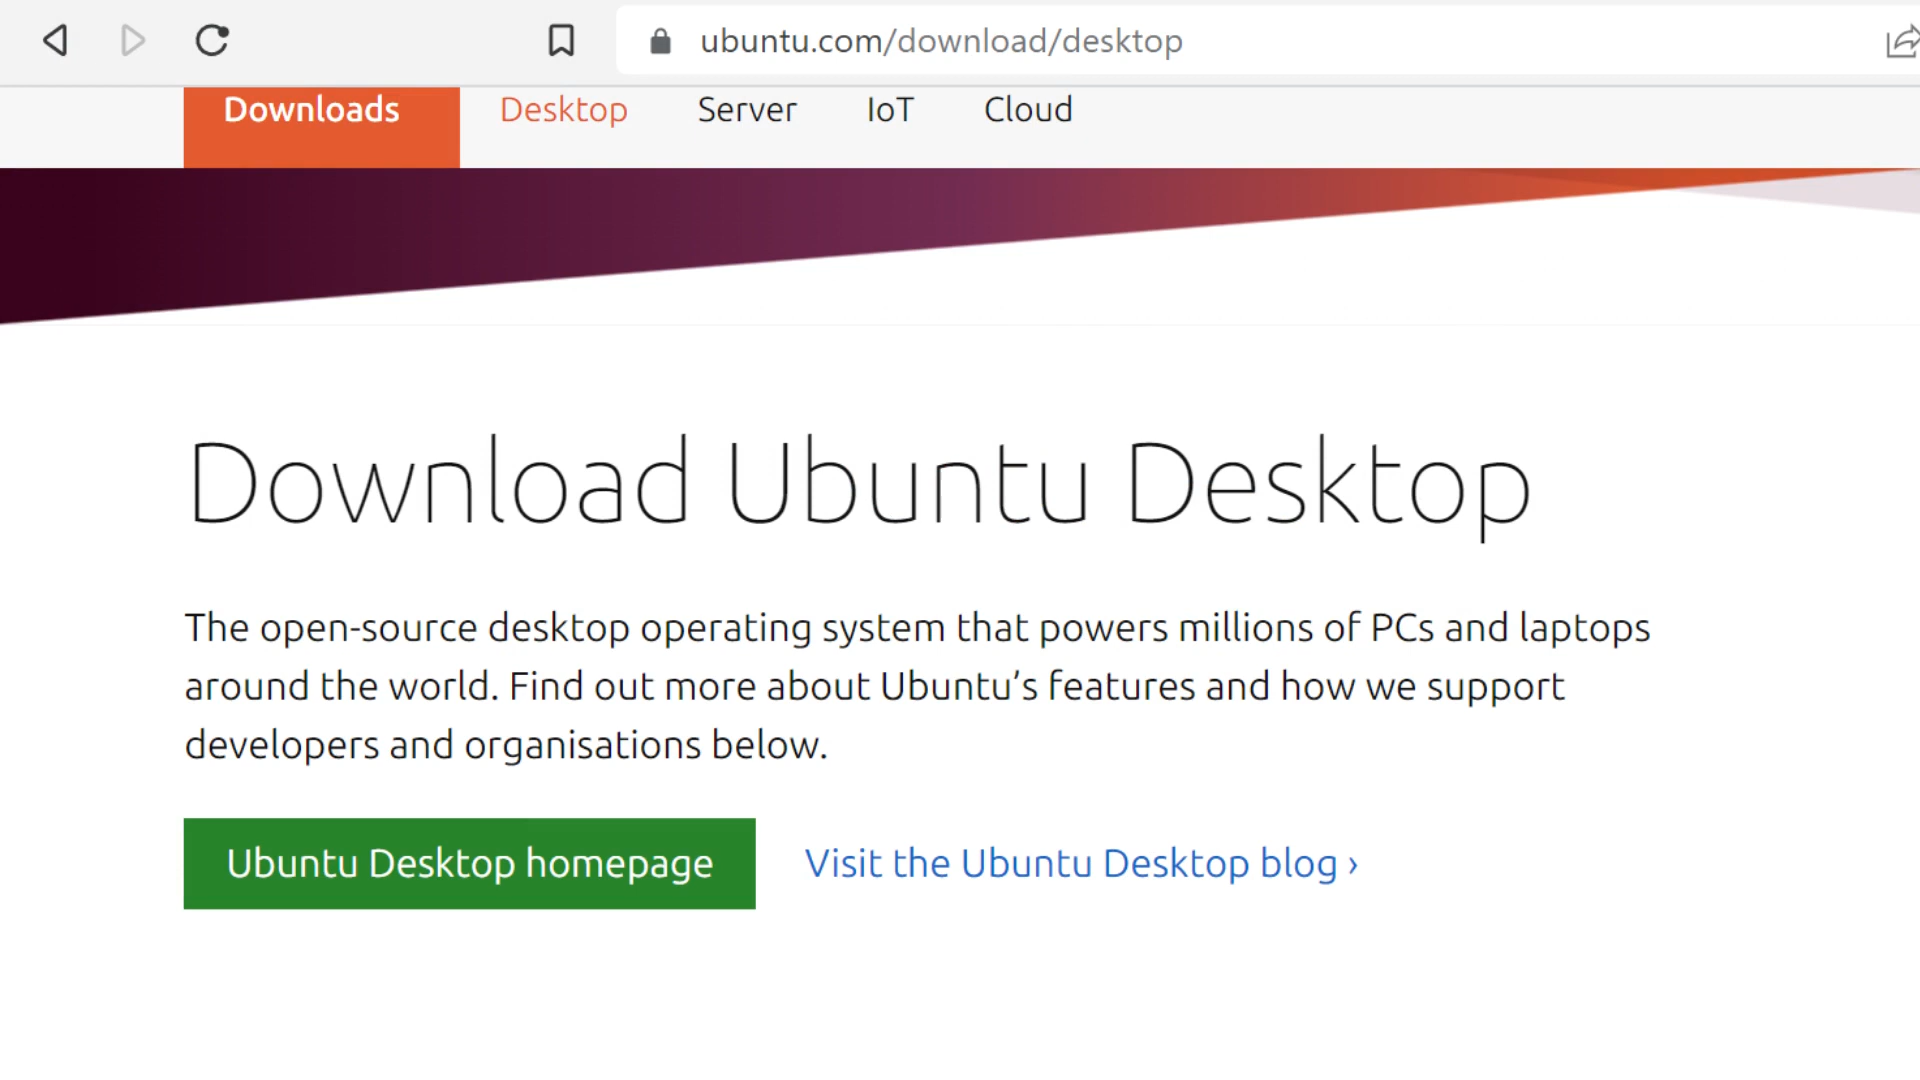 ubuntu.com/download/desktop
Downloads Desktop Server IoT Cloud
Download Ubuntu Desktop
The open-source desktop operating system that powers millions of PCs and laptops
around the world. Find out more about Ubuntu’s features and how we support
developers and organisations below.
Ubuntu Desktop homepage Visit the Ubuntu Desktop blog ›